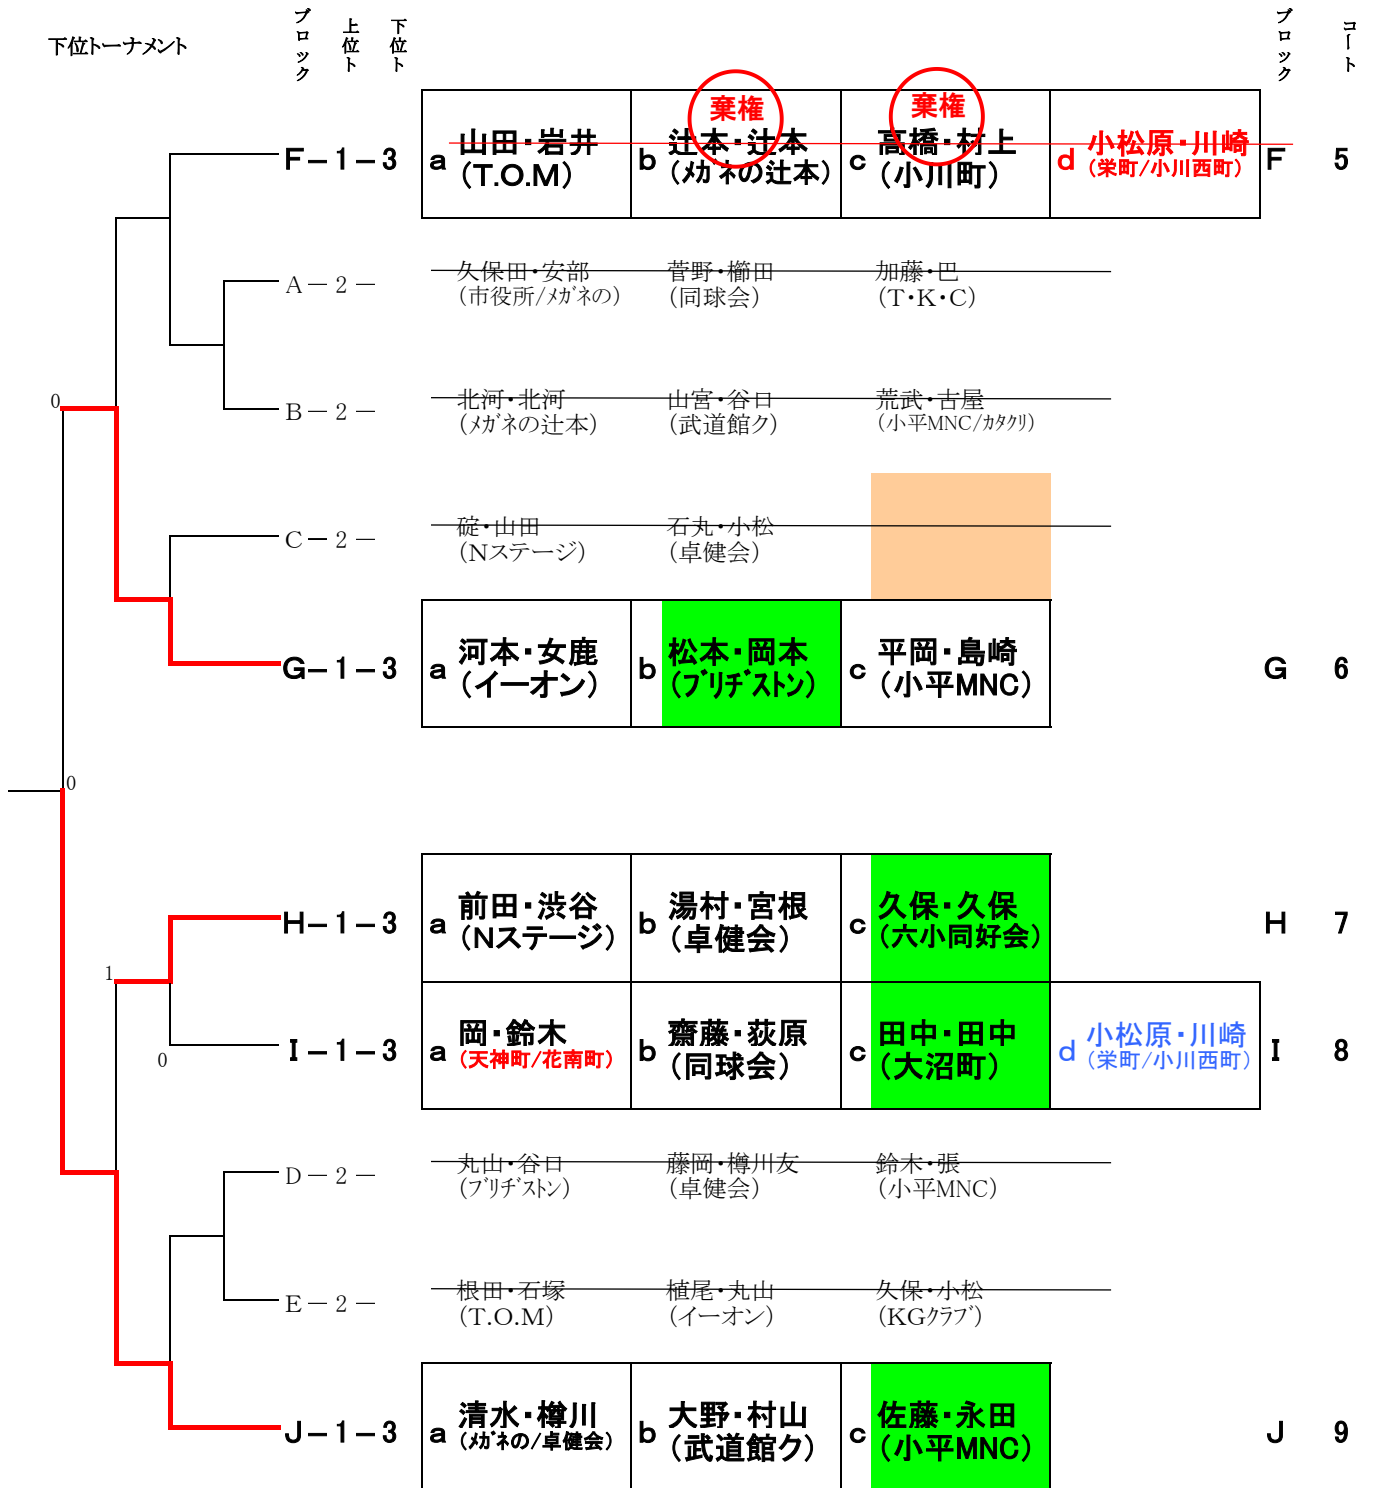 下位トーナメント
ブロック
上位ト
下位ト
ブロック
コート
棄権
棄権
F－1－3
a
山田・岩井
（T.O.M）
b
辻本・辻本
（メガネの辻本）
c
高橋・村上
（小川町）
d
小松原・川崎
（栄町/小川西町）
F
5
A－2－
久保田・安部
（市役所/メガネの）
菅野・櫛田
（同球会）
加藤・巴
（T・K・C）
0
B－2－
北河・北河
（メガネの辻本）
山宮・谷口
（武道館ク）
荒武・古屋
（小平MNC/カタクリ）
C－2－
碇・山田
（Nステージ）
石丸・小松
（卓健会）
G－1－3
a
河本・女鹿
（イーオン）
b
松本・岡本
（ブリヂストン）
c
平岡・島崎
（小平MNC）
G
6
0
H－1－3
a
前田・渋谷
（Nステージ）
b
湯村・宮根
（卓健会）
c
久保・久保
（六小同好会）
H
7
1
I－1－3
0
a
岡・鈴木
（天神町/花南町）
b
齋藤・荻原
（同球会）
c
田中・田中
（大沼町）
d
小松原・川崎
（栄町/小川西町）
I
8
D－2－
丸山・谷口
（ブリヂストン）
藤岡・樽川友
（卓健会）
鈴木・張
（小平MNC）
E－2－
根田・石塚
（T.O.M）
植尾・丸山
（イーオン）
久保・小松
（KGクラブ）
J－1－3
a
清水・樽川
（メガネの/卓健会）
b
大野・村山
（武道館ク）
c
佐藤・永田
（小平MNC）
J
9